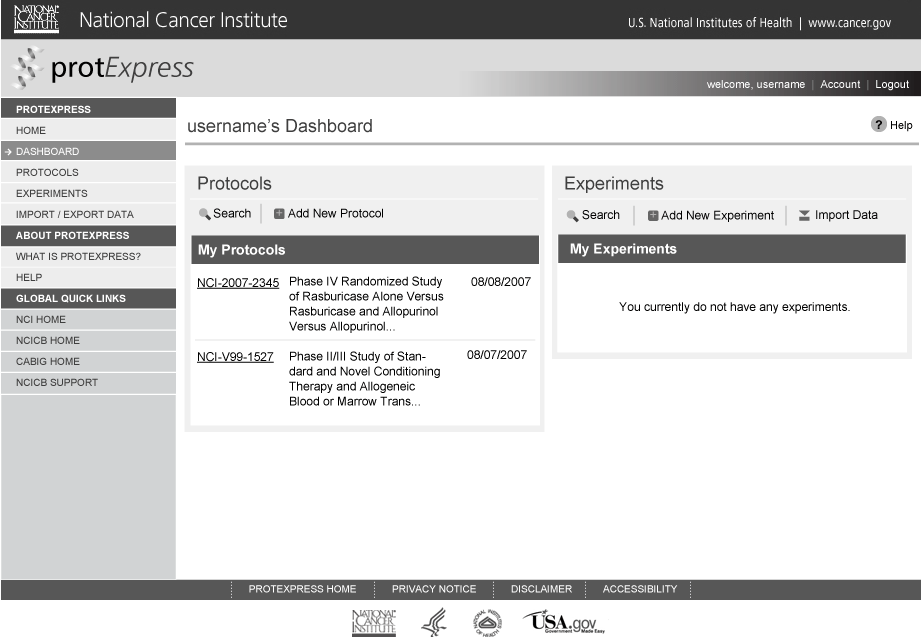 NATIONAL
CANCER
INSTITUTE
National Cancer Institute
U.S. National Institutes of Health | www.cancer.gov
protExpress
welcome, username | Account | Logout
PROTEXPRESS
HOME
DASHBOARD
PROTOCOLS
EXPERIMENTS
IMPORT / EXPORT DATA
ABOUT PROTEXPRESS
WHAT IS PROTEXPRESS?
HELP
GLOBAL QUICK LINKS
NCI HOME
NCICB HOME
CABIG HOME
NCICB SUPPORT
username's Dashboard
? Help
Protocols
Search | Add New Protocol
My Protocols
NCI-2007-2345 Phase IV Randomized Study 08/08/2007
of Rasburicase Alone Versus
Rasburicase and Allopurinol
Versus Allopurinol...
NCI-V99-1527 Phase II/III Study of Stan- 08/07/2007
dard and Novel Conditioning
Therapy and Allogeneic
Blood or Marrow Trans...
Experiments
Search | Add New Experiment | Import Data
My Experiments
You currently do not have any experiments.
PROTEXPRESS HOME PRIVACY NOTICE DISCLAIMER ACCESSIBILITY
NATIONAL
CANCER
INSTITUTE
USA.gov
Government Made Easy